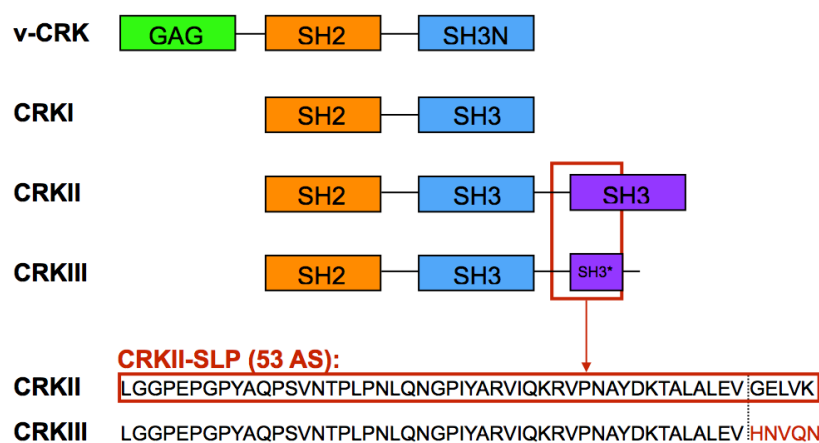 v-CRK GAG SH2 SH3N
CRKI SH2 SH3
CRKII SH2 SH3 SH3
CRKIII SH2 SH3 SH3*
CRKII-SLP (53 AS):
CRKII LGGPEPGPYAQPSVNTPLPNLQNGPIYARVIQKRVPNAYDKTALALEV GELVK
CRKIII LGGPEPGPYAQPSVNTPLPNLQNGPIYARVIQKRVPNAYDKTALALEV HNVQN